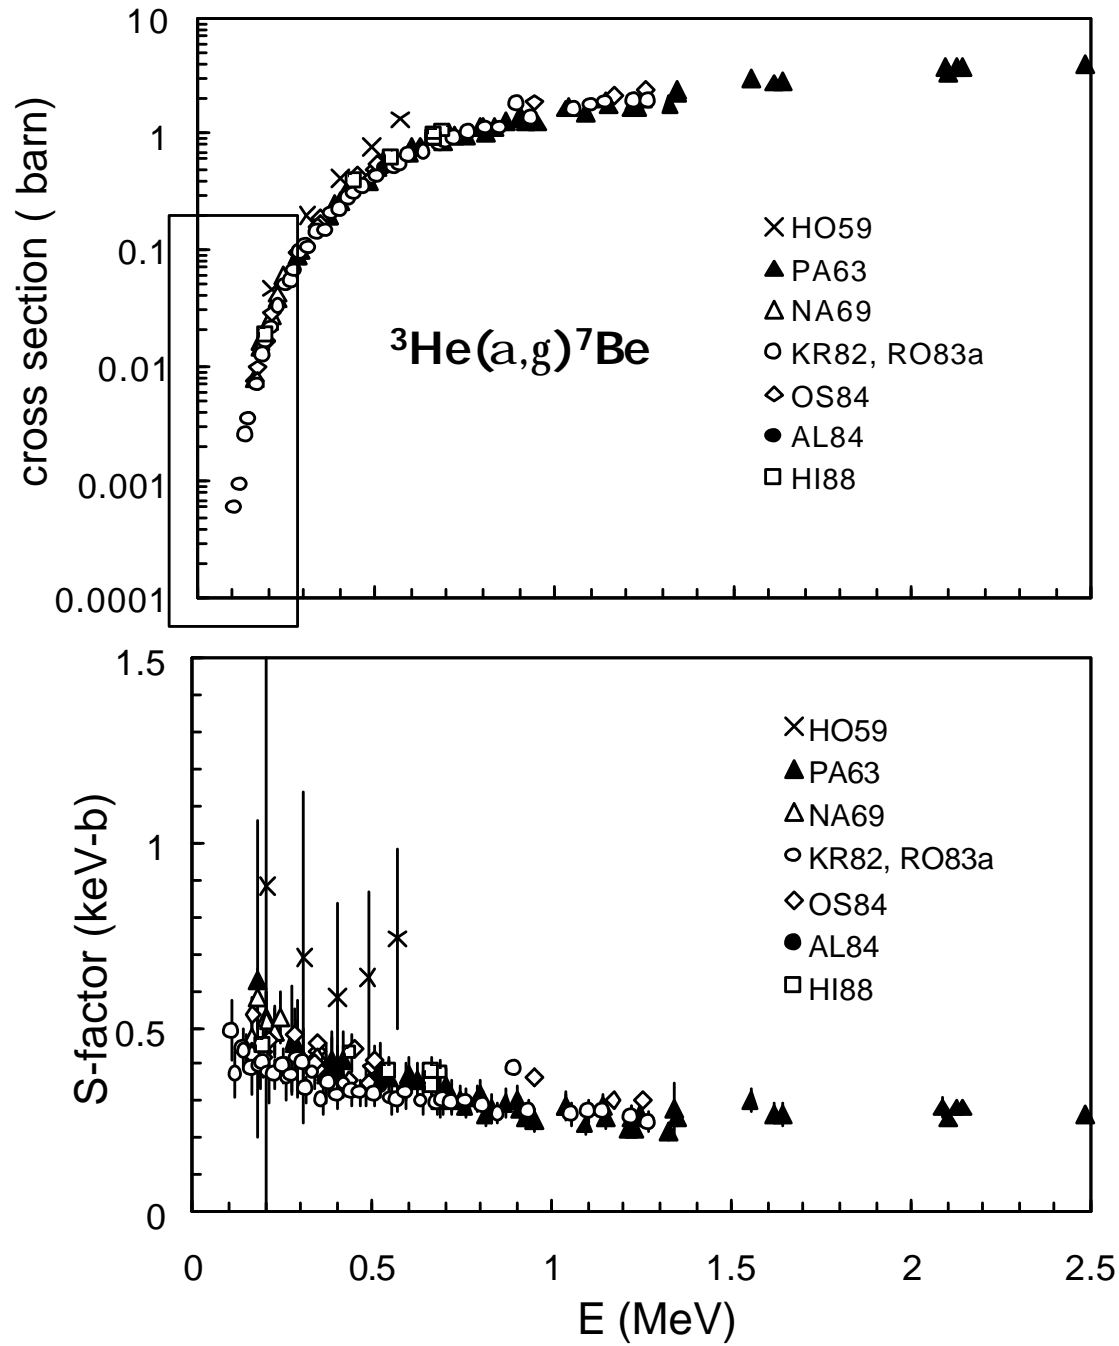 10
1
0.1
0.01
0.001
0.0001
cross section ( barn)
³He(a,g)⁷Be
HO59
PA63
NA69
KR82, RO83a
OS84
AL84
HI88
1.5
1
0.5
0
S-factor (keV-b)
HO59
PA63
NA69
KR82, RO83a
OS84
AL84
HI88
0 0.5 1 1.5 2 2.5
E (MeV)